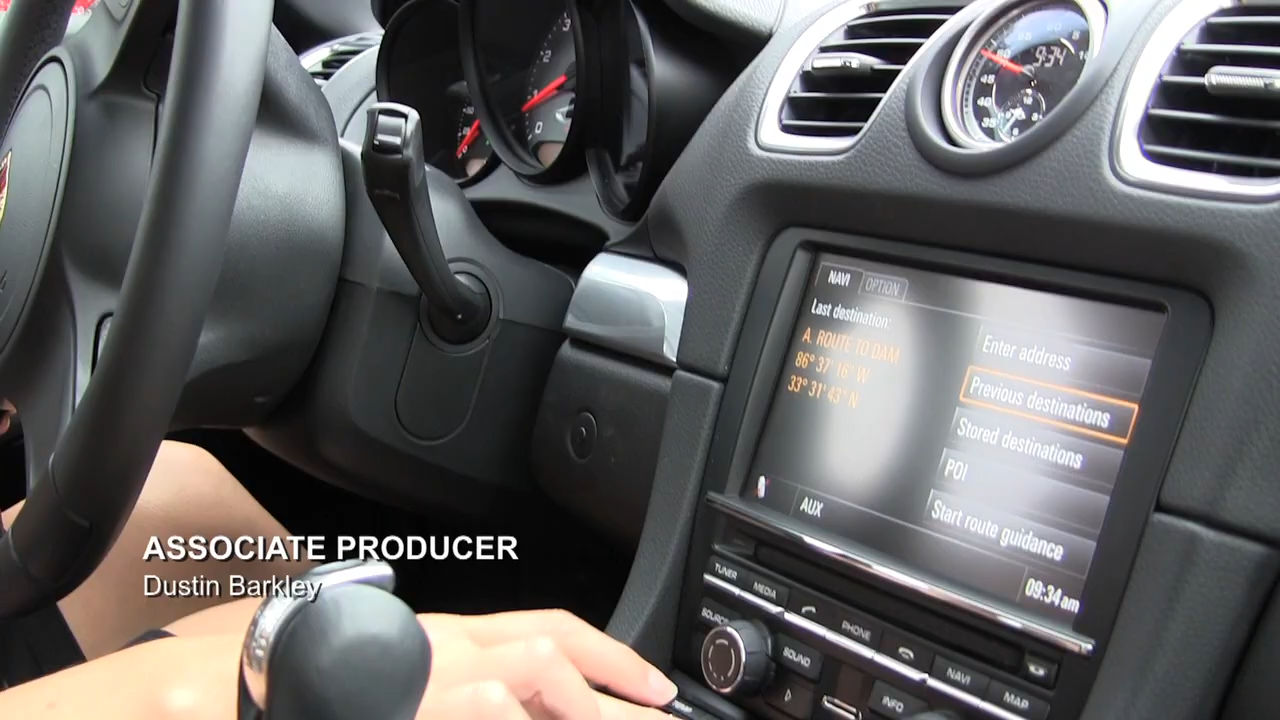 9:34
NAVI
OPTION
Last destination:
A. ROUTE TO DAM
86° 37' 16" W
33° 31' 43" N
Enter address
Previous destinations
Stored destinations
POI
Start route guidance
AUX
09:34am
ASSOCIATE PRODUCER
Dustin Barkley
TUNER
MEDIA
PHONE
NAVI
MAP
SOURCE
SOUND
INFO